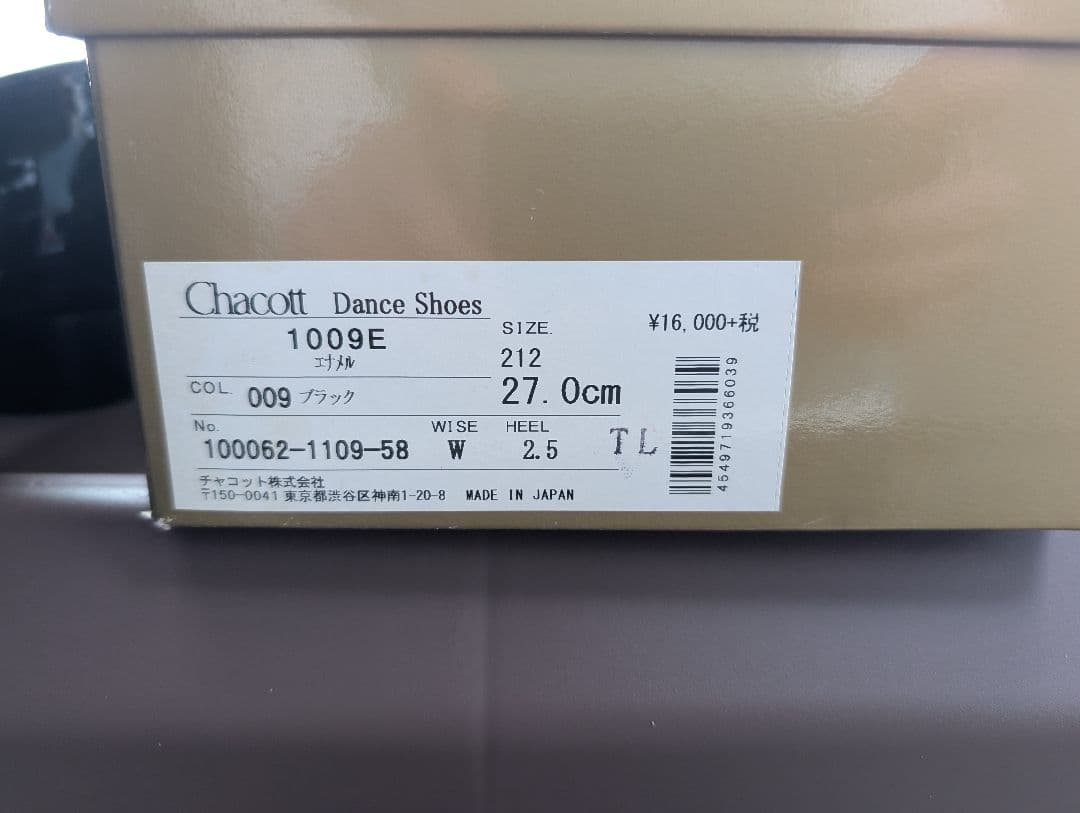 Chacott Dance Shoes
1009E
エナメル
COL. 009 ブラック
SIZE.
212
27.0cm
¥16,000+税
No. WISE HEEL
100062-1109-58 W 2.5 TL
チャコット株式会社
〒150-0041 東京都渋谷区神南1-20-8 MADE IN JAPAN
4549719366039